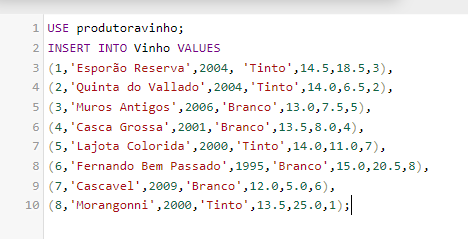 1 USE produtoravinho;
2 INSERT INTO Vinho VALUES
3 (1,'Esporão Reserva',2004, 'Tinto',14.5,18.5,3),
4 (2,'Quinta do Vallado',2004,'Tinto',14.0,6.5,2),
5 (3,'Muros Antigos',2006,'Branco',13.0,7.5,5),
6 (4,'Casca Grossa',2001,'Branco',13.5,8.0,4),
7 (5,'Lajota Colorida',2000,'Tinto',14.0,11.0,7),
8 (6,'Fernando Bem Passado',1995,'Branco',15.0,20.5,8),
9 (7,'Cascavel',2009,'Branco',12.0,5.0,6),
10 (8,'Morangonni',2000,'Tinto',13.5,25.0,1);